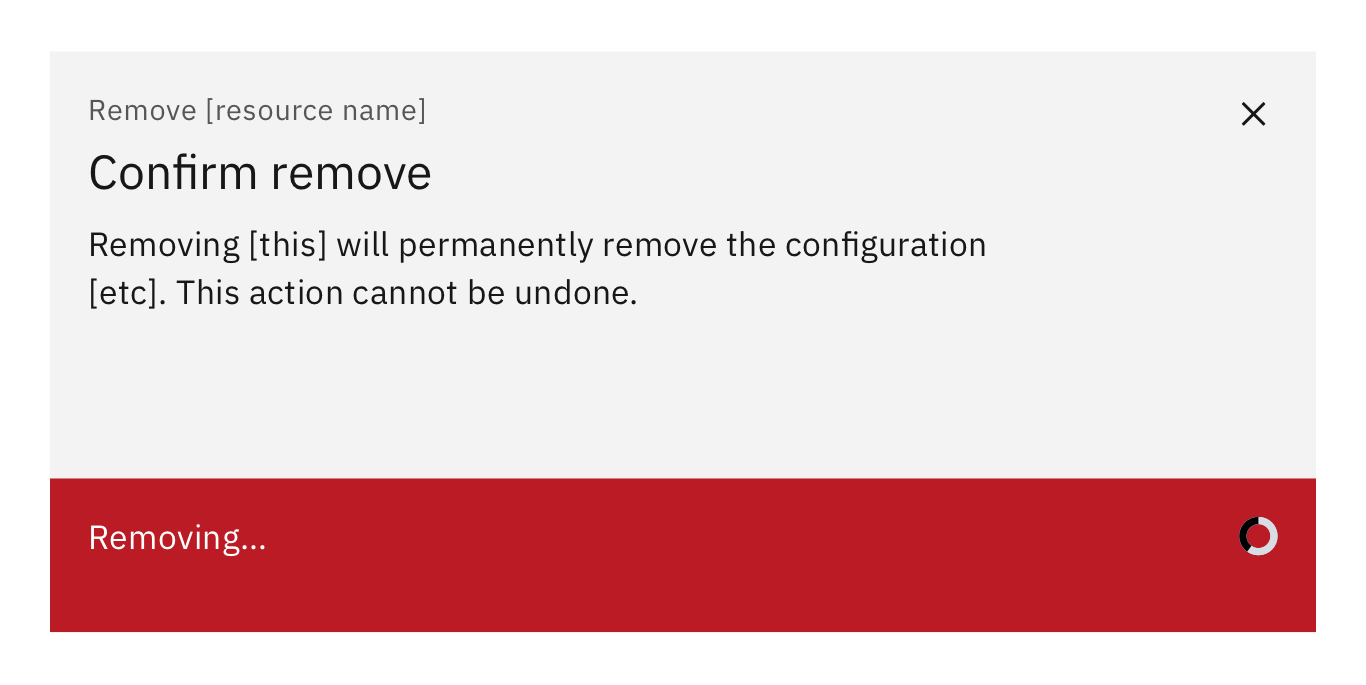 Remove [resource name]
Confirm remove
Removing [this] will permanently remove the configuration
[etc]. This action cannot be undone.
Removing...